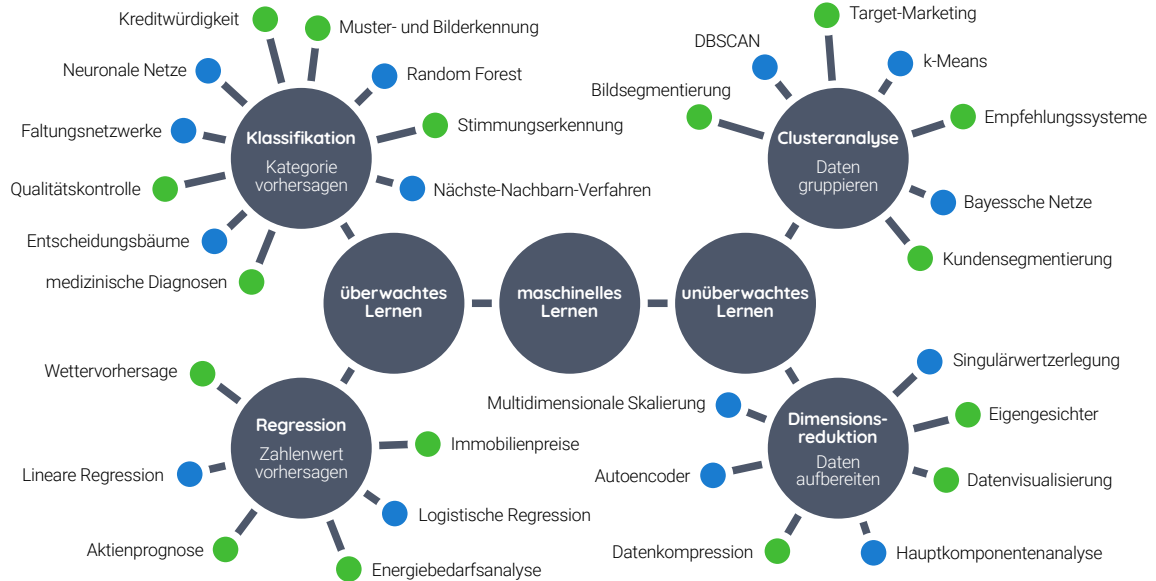 Kreditwürdigkeit
Muster- und Bilderkennung
Neuronale Netze
Random Forest
Faltungsnetzwerke
Stimmungserkennung
Klassifikation
Kategorie
vorhersagen
Qualitätskontrolle
Nächste-Nachbarn-Verfahren
Entscheidungsbäume
medizinische Diagnosen
Target-Marketing
DBSCAN
k-Means
Bildsegmentierung
Empfehlungssysteme
Clusteranalyse
Daten
gruppieren
Bayessche Netze
Kundensegmentierung
überwachtes
Lernen
maschinelles
Lernen
unüberwachtes
Lernen
Wettervorhersage
Regression
Zahlenwert
vorhersagen
Immobilienpreise
Lineare Regression
Logistische Regression
Aktienprognose
Energiebedarfsanalyse
Singulärwertzerlegung
Multidimensionale Skalierung
Eigengesichter
Dimensions-
reduktion
Daten
aufbereiten
Autoencoder
Datenvisualisierung
Datenkompression
Hauptkomponentenanalyse